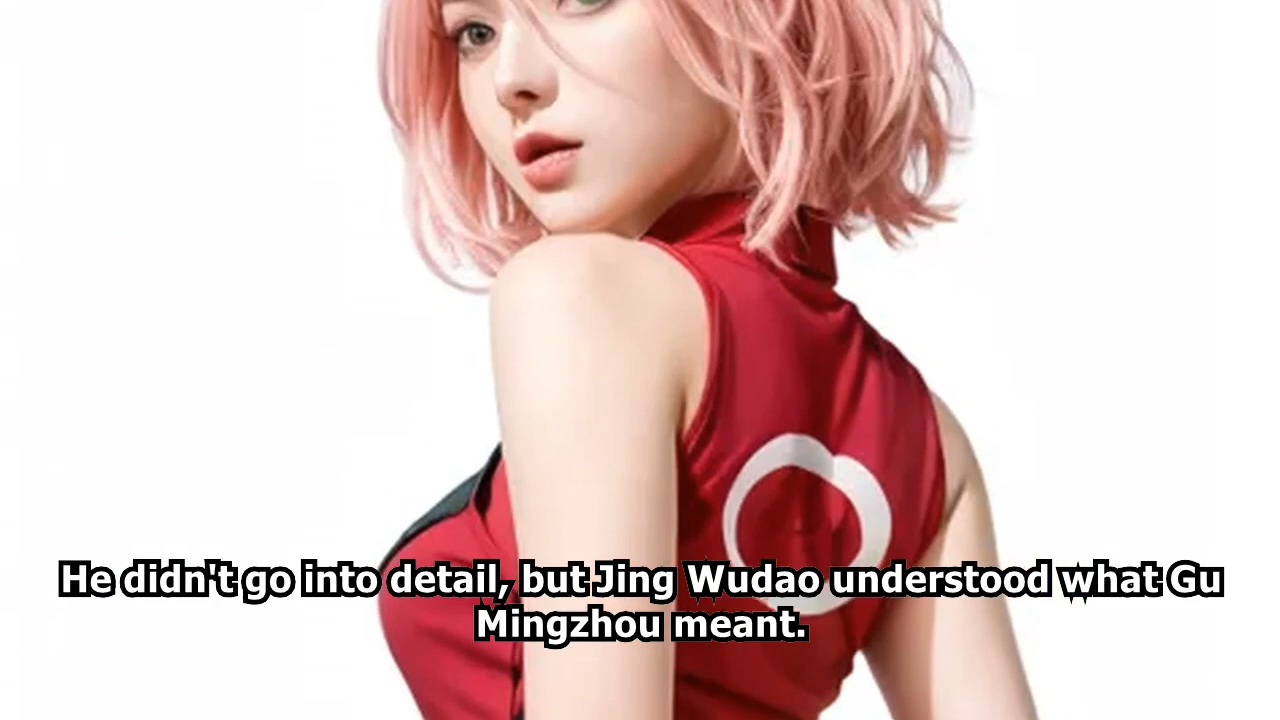 He didn't go into detail, but Jing Wudao understood what Gu
Mingzhou meant.